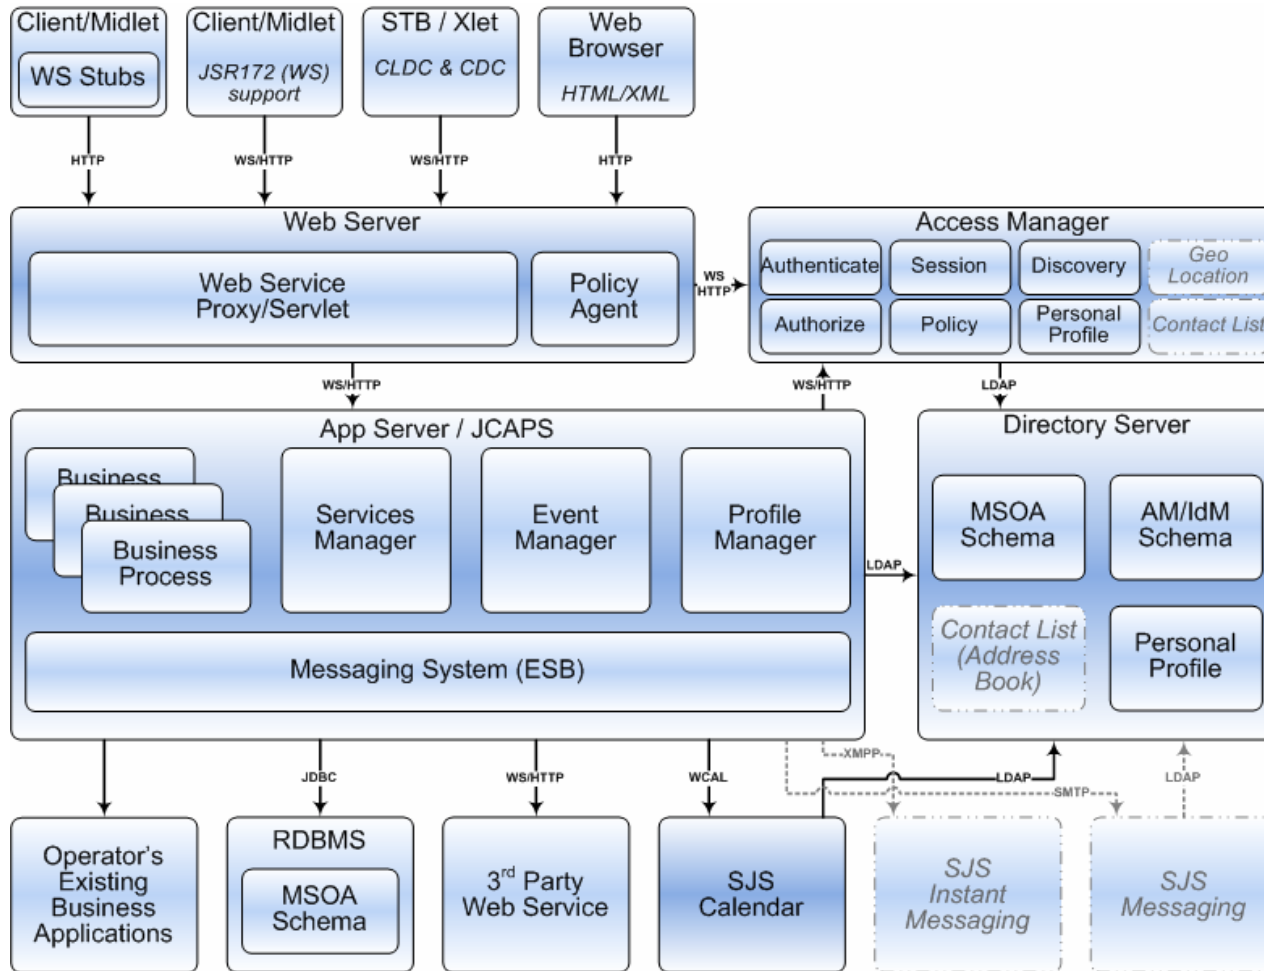 Client/Midlet
WS Stubs
Client/Midlet
JSR172 (WS)
support
STB / Xlet
CLDC & CDC
Web
Browser
HTML/XML
HTTP
WS/HTTP
WS/HTTP
HTTP
Web Server
Web Service
Proxy/Servlet
Policy
Agent
WS
HTTP
Access Manager
Authenticate
Session
Discovery
Geo
Location
Authorize
Policy
Personal
Profile
Contact List
WS/HTTP
WS/HTTP
LDAP
App Server / JCAPS
Business
Business
Business
Process
Services
Manager
Event
Manager
Profile
Manager
Messaging System (ESB)
LDAP
Directory Server
MSOA
Schema
AM/IdM
Schema
Contact List
(Address
Book)
Personal
Profile
JDBC
WS/HTTP
WCAL
XMPP
LDAP
SMTP
LDAP
Operator's
Existing
Business
Applications
RDBMS
MSOA
Schema
3rd Party
Web Service
SJS
Calendar
SJS
Instant
Messaging
SJS
Messaging